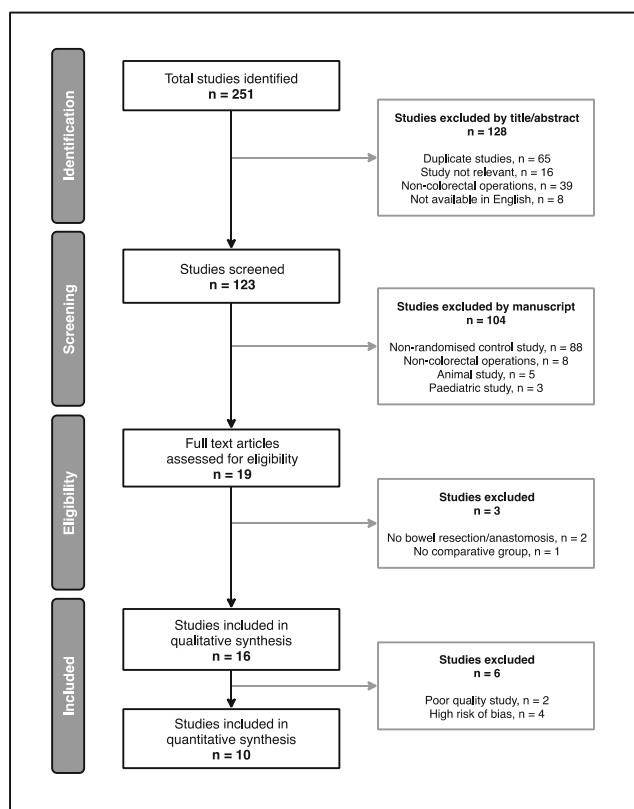 Identification
Total studies identified
n = 251
Studies excluded by title/abstract
n = 128
Duplicate studies, n = 65
Study not relevant, n = 16
Non-colorectal operations, n = 39
Not available in English, n = 8
Screening
Studies screened
n = 123
Studies excluded by manuscript
n = 104
Non-randomised control study, n = 88
Non-colorectal operations, n = 8
Animal study, n = 5
Paediatric study, n = 3
Eligibility
Full text articles
assessed for eligibility
n = 19
Studies excluded
n = 3
No bowel resection/anastomosis, n = 2
No comparative group, n = 1
Included
Studies included in
qualitative synthesis
n = 16
Studies excluded
n = 6
Poor quality study, n = 2
High risk of bias, n = 4
Studies included in
quantitative synthesis
n = 10